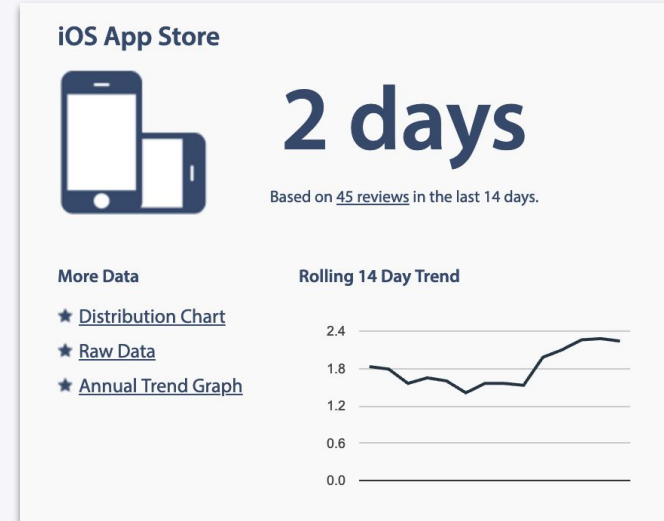 iOS App Store
2 days
Based on 45 reviews in the last 14 days.
More Data
Distribution Chart
Raw Data
Annual Trend Graph
Rolling 14 Day Trend
2.4
1.8
1.2
0.6
0.0